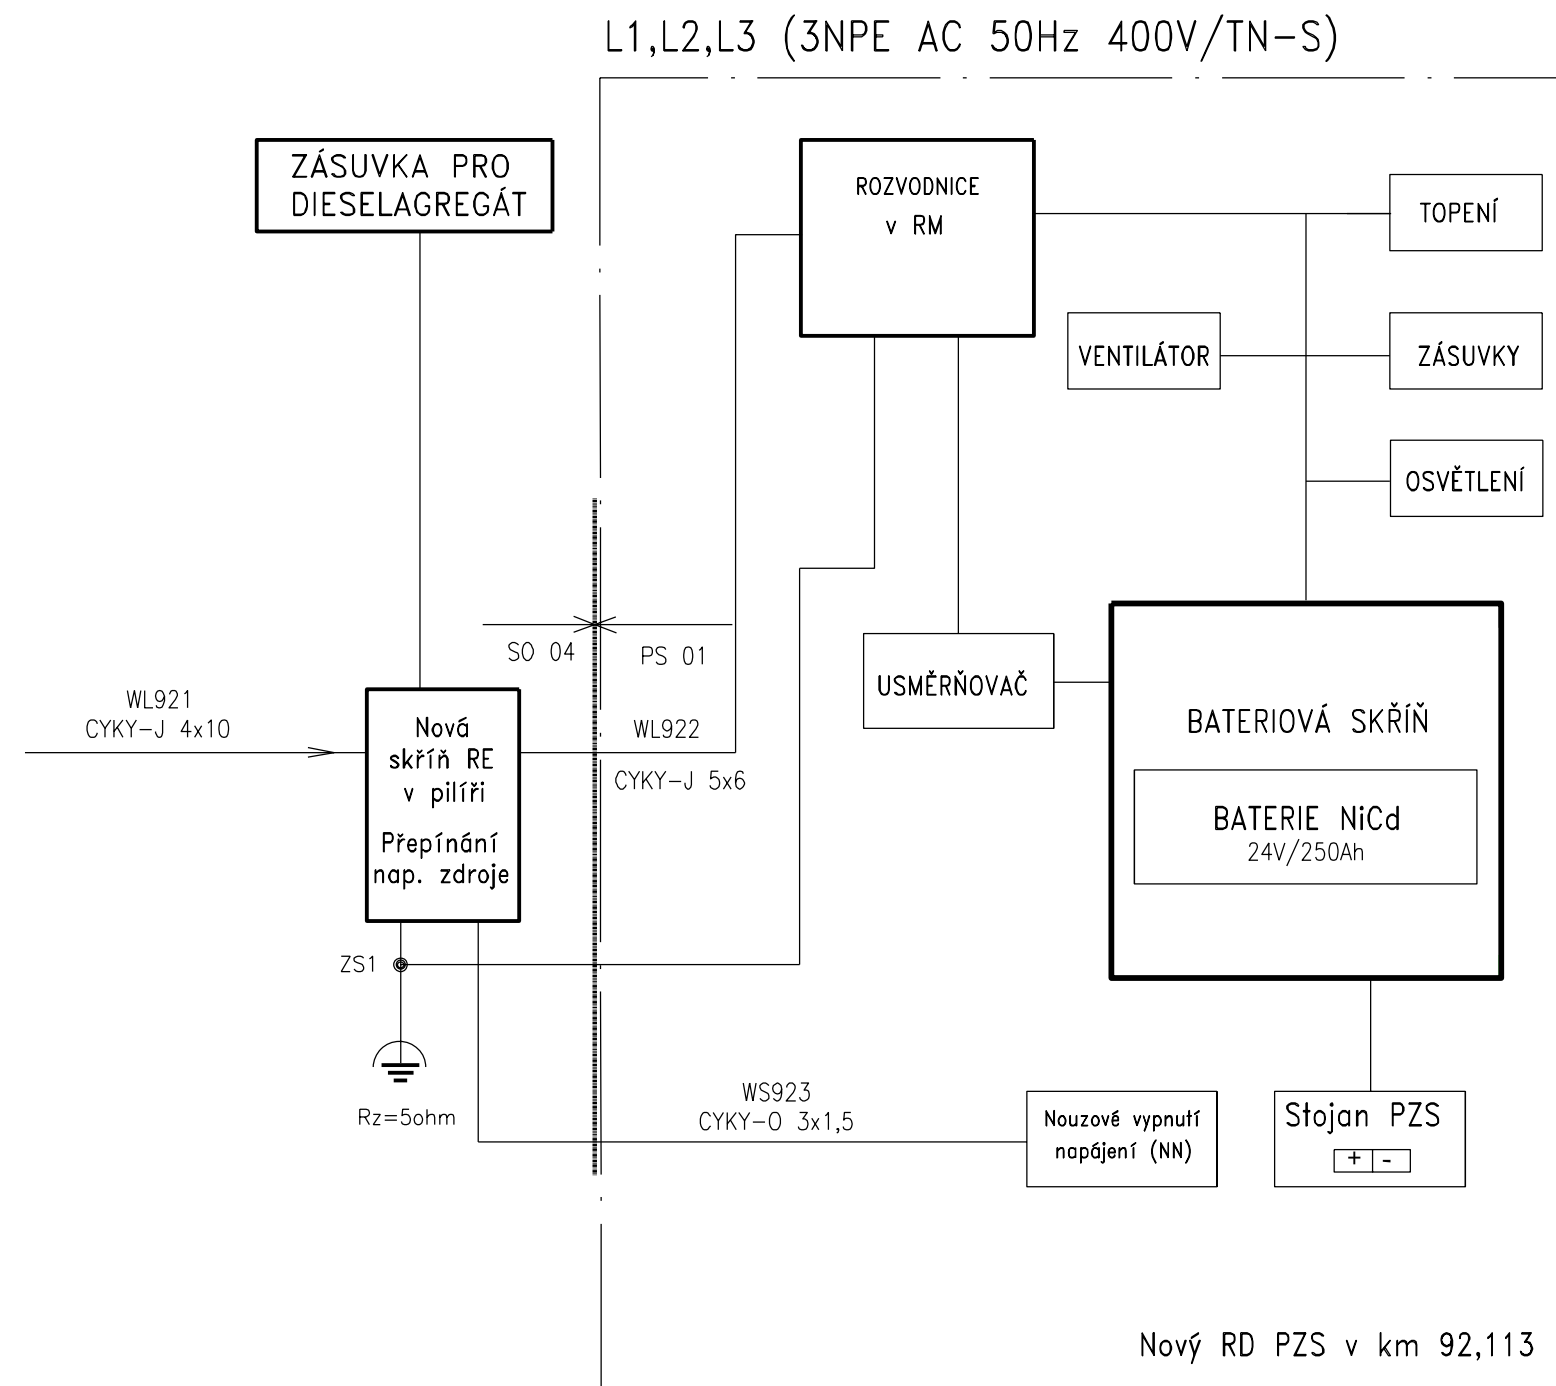 L1,L2,L3 (3NPE AC 50Hz 400V/TN-S)
ZÁSUVKA PRO
DIESELAGREGÁT
ROZVODNICE
v RM
TOPENÍ
VENTILÁTOR
ZÁSUVKY
OSVĚTLENÍ
SO 04
PS 01
USMĚRŇOVAČ
WL921
CYKY-J 4x10
Nová
skříň RE
v pilíři
Přepínání
nap. zdroje
WL922
CYKY-J 5x6
BATERIOVÁ SKŘÍŇ
BATERIE NiCd
24V/250Ah
ZS1
Rz=5ohm
WS923
CYKY-O 3x1,5
Nouzové vypnutí
napájení (NN)
Stojan PZS
+ -
Nový RD PZS v km 92,113